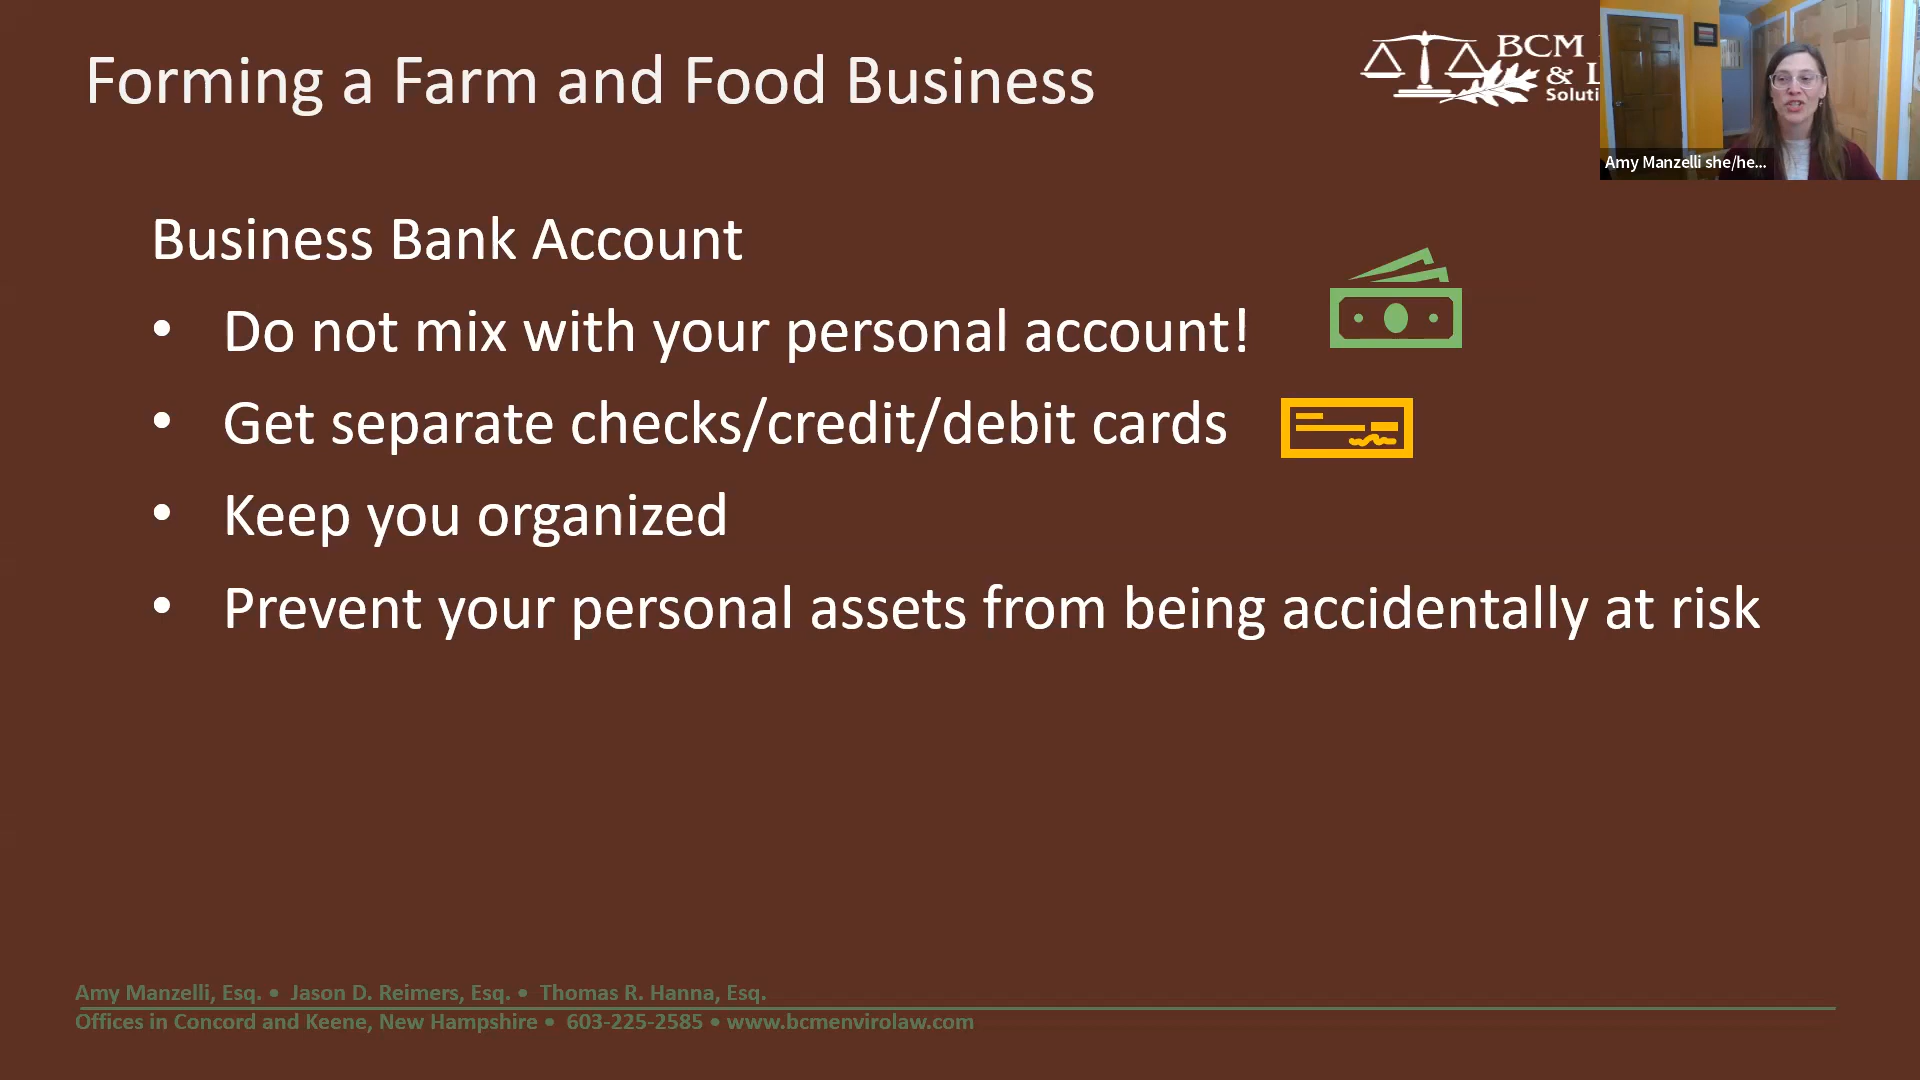 Forming a Farm and Food Business
BCM
& L
Soluti
Amy Manzelli she/he...
Business Bank Account
• Do not mix with your personal account!
• Get separate checks/credit/debit cards
• Keep you organized
• Prevent your personal assets from being accidentally at risk
Amy Manzelli, Esq. • Jason D. Reimers, Esq. • Thomas R. Hanna, Esq.
Offices in Concord and Keene, New Hampshire • 603-225-2585 • www.bcmenvirolaw.com